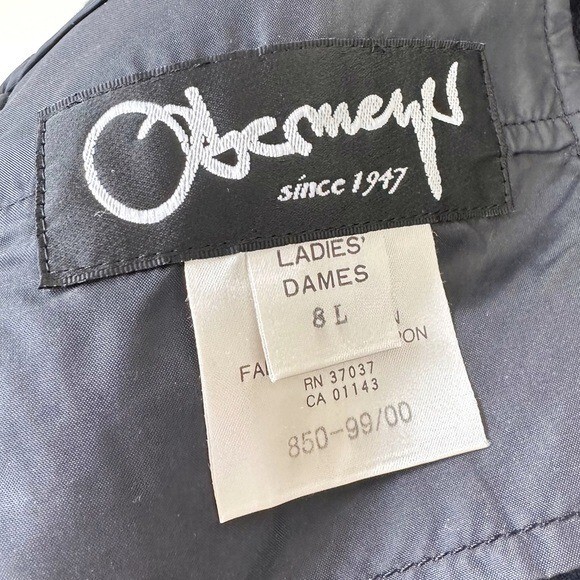 Obermeyer
since 1947
LADIES'
DAMES
8 L
RN 37037
CA 01143
850-99/00